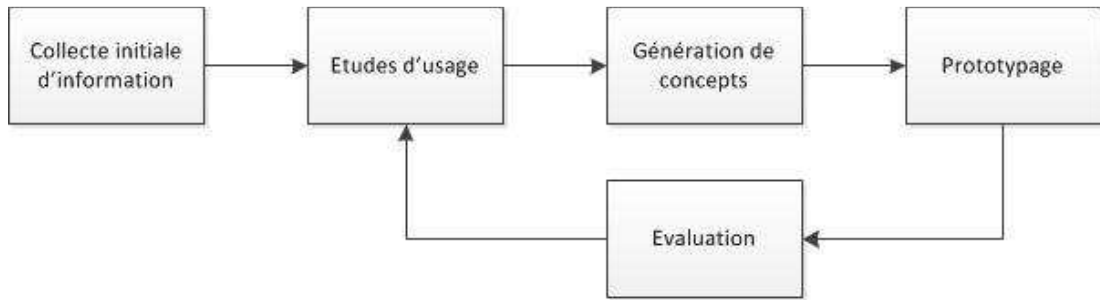 Collecte initiale
d'information
Etudes d'usage
Génération de
concepts
Prototypage
Evaluation